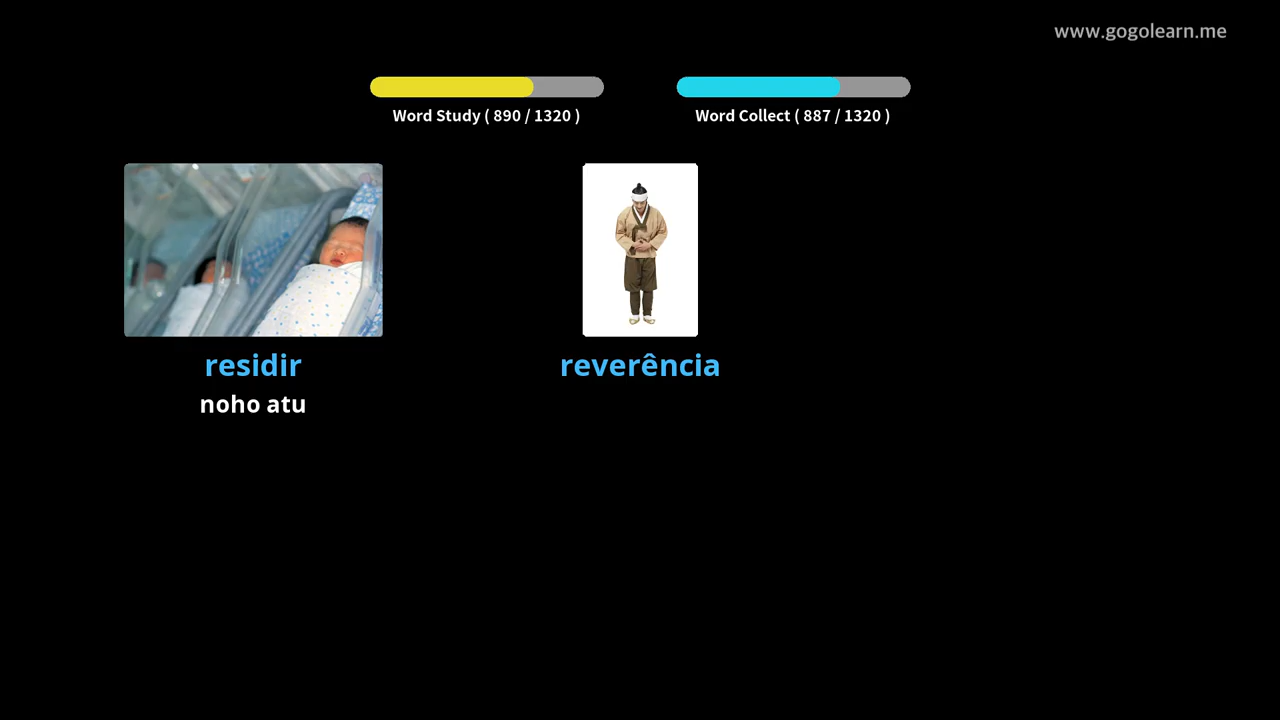 www.gogolearn.me
Word Study ( 890 / 1320 )
Word Collect ( 887 / 1320 )
residir
noho atu
reverência